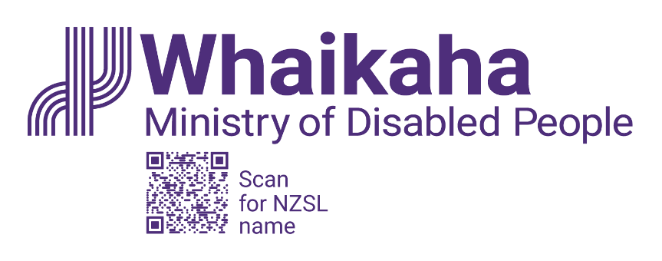 Whaikaha
Ministry of Disabled People
Scan
for NZSL
name